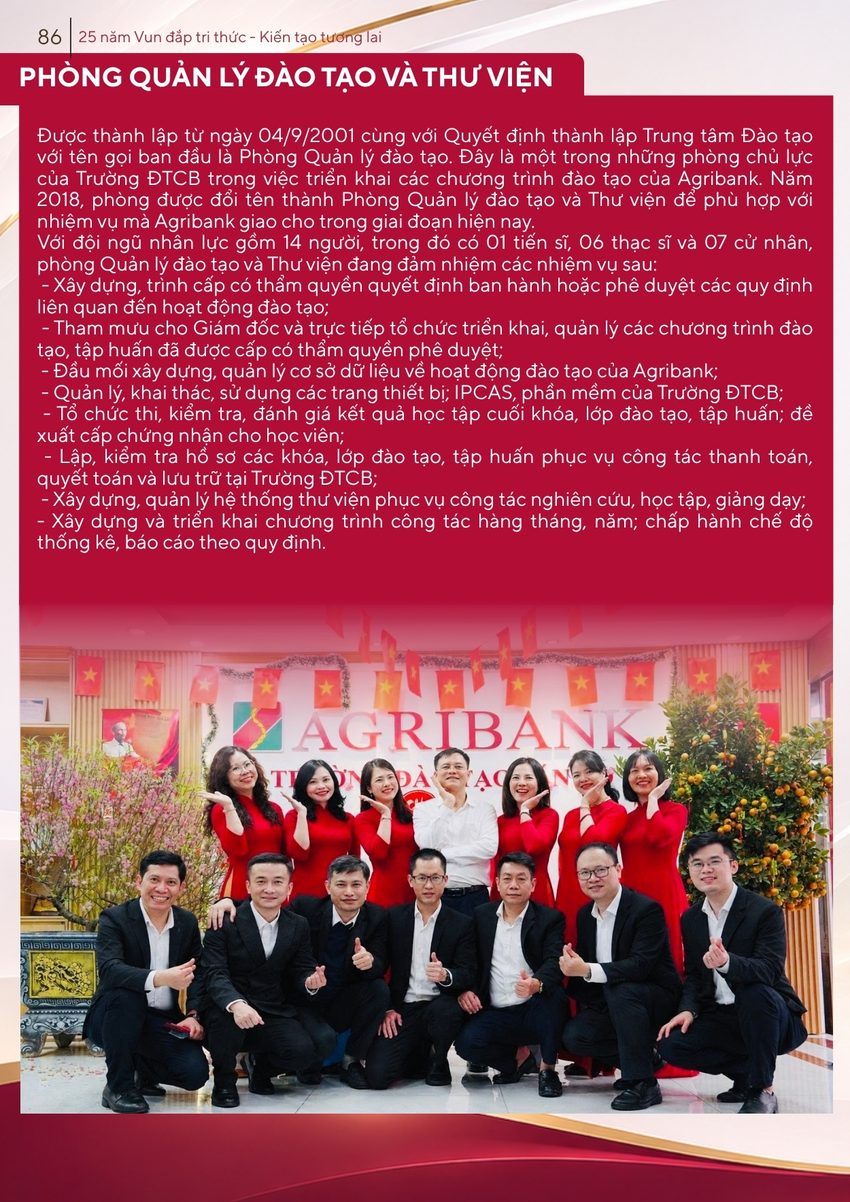 86
25 năm Vun đắp tri thức - Kiến tạo tương lai
PHÒNG QUẢN LÝ ĐÀO TẠO VÀ THƯ VIỆN
Được thành lập từ ngày 04/9/2001 cùng với Quyết định thành lập Trung tâm Đào tạo
với tên gọi ban đầu là Phòng Quản lý đào tạo. Đây là một trong những phòng chủ lực
của Trường ĐTCB trong việc triển khai các chương trình đào tạo của Agribank. Năm
2018, phòng được đổi tên thành Phòng Quản lý đào tạo và Thư viện để phù hợp với
nhiệm vụ mà Agribank giao cho trong giai đoạn hiện nay.
Với đội ngũ nhân lực gồm 14 người, trong đó có 01 tiến sĩ, 06 thạc sĩ và 07 cử nhân,
phòng Quản lý đào tạo và Thư viện đang đảm nhiệm các nhiệm vụ sau:
- Xây dựng, trình cấp có thẩm quyền quyết định ban hành hoặc phê duyệt các quy định
liên quan đến hoạt động đào tạo;
- Tham mưu cho Giám đốc và trực tiếp tổ chức triển khai, quản lý các chương trình đào
tạo, tập huấn đã được cấp có thẩm quyền phê duyệt;
- Đầu mối xây dựng, quản lý cơ sở dữ liệu về hoạt động đào tạo của Agribank;
- Quản lý, khai thác, sử dụng các trang thiết bị; IPCAS, phần mềm của Trường ĐTCB;
- Tổ chức thi, kiểm tra, đánh giá kết quả học tập cuối khóa, lớp đào tạo, tập huấn; đề
xuất cấp chứng nhận cho học viên;
- Lập, kiểm tra hồ sơ các khóa, lớp đào tạo, tập huấn phục vụ công tác thanh toán,
quyết toán và lưu trữ tại Trường ĐTCB;
- Xây dựng, quản lý hệ thống thư viện phục vụ công tác nghiên cứu, học tập, giảng dạy;
- Xây dựng và triển khai chương trình công tác hàng tháng, năm; chấp hành chế độ
thống kê, báo cáo theo quy định.
AGRIBANK